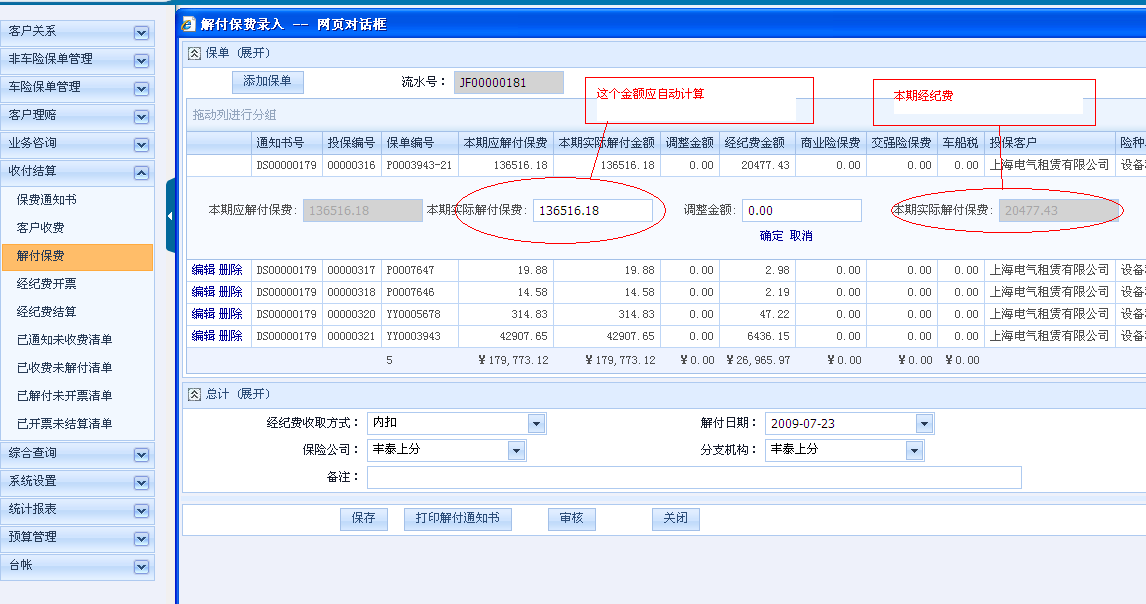 客户关系
非车险保单管理
车险保单管理
客户理赔
业务咨询
收付结算
保费通知书
客户收费
解付保费
经纪费开票
经纪费结算
已通知未收费清单
已收费未解付清单
已解付未开票清单
已开票未结算清单
综合查询
系统设置
统计报表
预算管理
台帐
解付保费录入 -- 网页对话框
保单 (展开)
添加保单 流水号： JF00000181
这个金额应自动计算
本期经纪费
拖动列进行分组
通知书号 投保编号 保单编号 本期应解付保费 本期实际解付金额 调整金额 经纪费金额 商业险保费 交强险保费 车船税 投保客户 险种
DS00000179 00000316 P0003943-21 136516.18 136516.18 0.00 20477.43 0.00 0.00 0.00 上海电气租赁有限公司 设备
本期应解付保费: 136516.18 本期实际解付保费: 136516.18 调整金额: 0.00 本期实际解付保费: 20477.43
确定 取消
编辑 删除 DS00000179 00000317 P0007647 19.88 19.88 0.00 2.98 0.00 0.00 0.00 上海电气租赁有限公司 设备
编辑 删除 DS00000179 00000318 P0007646 14.58 14.58 0.00 2.19 0.00 0.00 0.00 上海电气租赁有限公司 设备
编辑 删除 DS00000179 00000320 YY0005678 314.83 314.83 0.00 47.22 0.00 0.00 0.00 上海电气租赁有限公司 设备
编辑 删除 DS00000179 00000321 YY0003943 42907.65 42907.65 0.00 6436.15 0.00 0.00 0.00 上海电气租赁有限公司 设备
5 ¥179,773.12 ¥179,773.12 ¥0.00 ¥26,965.97 ¥0.00 ¥0.00 ¥0.00
总计 (展开)
经纪费收取方式： 内扣 解付日期： 2009-07-23
保险公司： 丰泰上分 分支机构： 丰泰上分
备注：
保存 打印解付通知书 审核 关闭